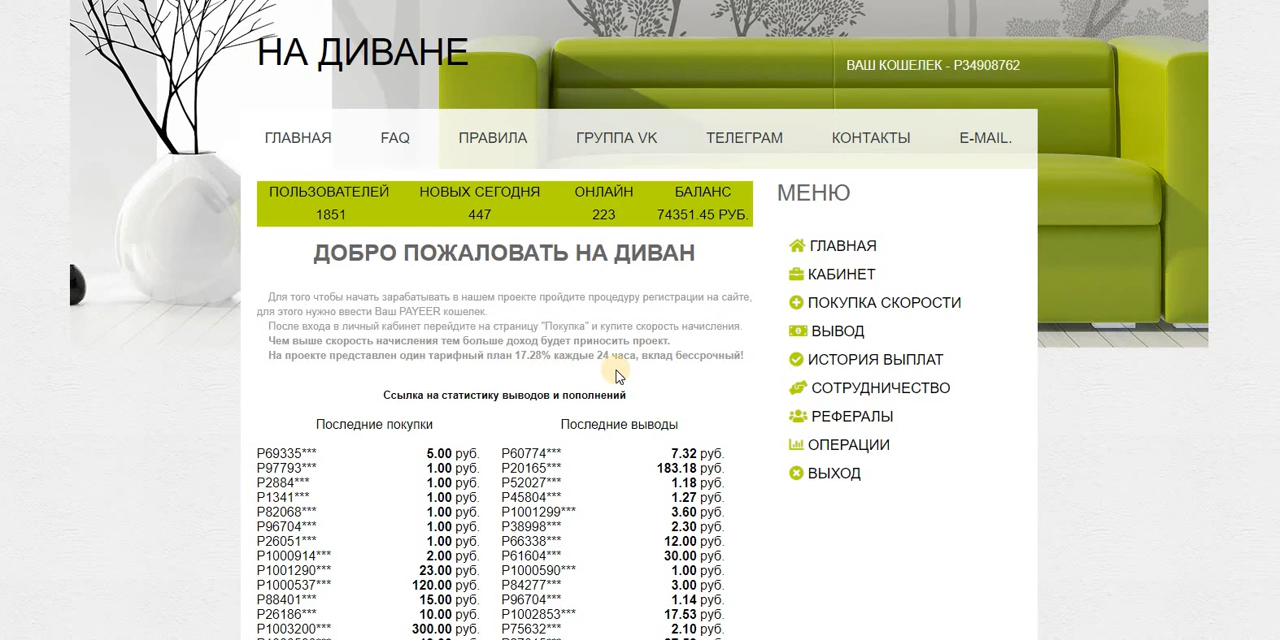 НА ДИВАНЕ
ВАШ КОШЕЛЕК - P34908762
ГЛАВНАЯ FAQ ПРАВИЛА ГРУППА VK ТЕЛЕГРАМ КОНТАКТЫ E-MAIL.
ПОЛЬЗОВАТЕЛЕЙ НОВЫХ СЕГОДНЯ ОНЛАЙН БАЛАНС
1851 447 223 74351.45 РУБ.
ДОБРО ПОЖАЛОВАТЬ НА ДИВАН
Для того чтобы начать зарабатывать в нашем проекте пройдите процедуру регистрации на сайте,
для этого нужно ввести Ваш PAYEER кошелек.
После входа в личный кабинет перейдите на страницу "Покупка" и купите скорость начисления.
Чем выше скорость начисления тем больше доход будет приносить проект.
На проекте представлен один тарифный план 17.28% каждые 24 часа, вклад бессрочный!
Ссылка на статистику выводов и пополнений
Последние покупки
P69335*** 5.00 руб.
P97793*** 1.00 руб.
P2884*** 1.00 руб.
P1341*** 1.00 руб.
P82068*** 1.00 руб.
P96704*** 1.00 руб.
P26051*** 1.00 руб.
P1000914*** 2.00 руб.
P1001290*** 23.00 руб.
P1000537*** 120.00 руб.
P88401*** 15.00 руб.
P26186*** 10.00 руб.
P1003200*** 300.00 руб.
Последние выводы
P60774*** 7.32 руб.
P20165*** 183.18 руб.
P52027*** 1.18 руб.
P45804*** 1.27 руб.
P1001299*** 3.60 руб.
P38998*** 2.30 руб.
P66338*** 12.00 руб.
P61604*** 30.00 руб.
P1000590*** 1.00 руб.
P84277*** 3.00 руб.
P96704*** 1.14 руб.
P1002853*** 17.53 руб.
P75632*** 2.10 руб.
МЕНЮ
ГЛАВНАЯ
КАБИНЕТ
ПОКУПКА СКОРОСТИ
ВЫВОД
ИСТОРИЯ ВЫПЛАТ
СОТРУДНИЧЕСТВО
РЕФЕРАЛЫ
ОПЕРАЦИИ
ВЫХОД